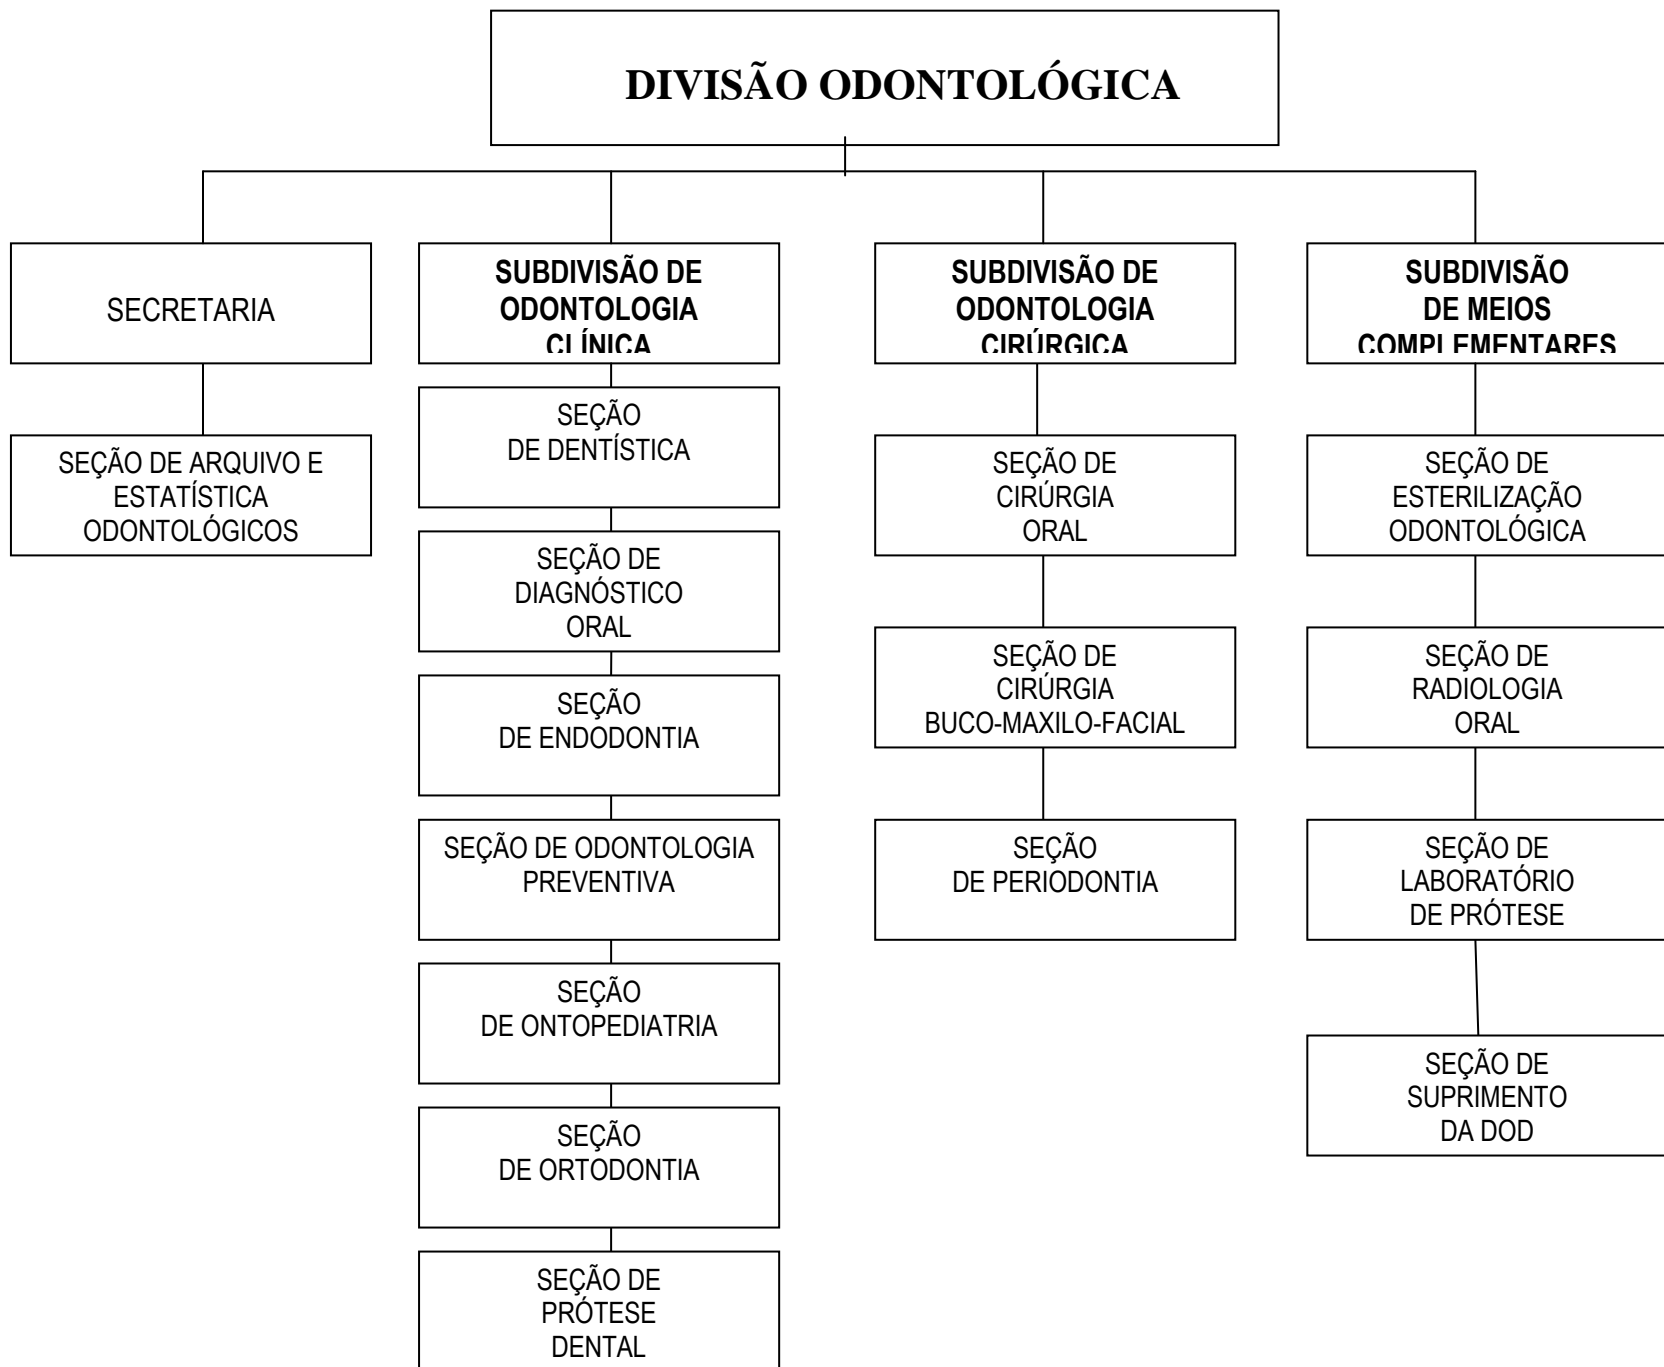 DIVISÃO ODONTOLÓGICA
SECRETARIA
SEÇÃO DE ARQUIVO E
ESTATÍSTICA
ODONTOLÓGICOS
SUBDIVISÃO DE
ODONTOLOGIA
CLÍNICA
SEÇÃO
DE DENTÍSTICA
SEÇÃO DE
DIAGNÓSTICO
ORAL
SEÇÃO
DE ENDODONTIA
SEÇÃO DE ODONTOLOGIA
PREVENTIVA
SEÇÃO
DE ONTOPEDIATRIA
SEÇÃO
DE ORTODONTIA
SEÇÃO DE
PRÓTESE
DENTAL
SUBDIVISÃO DE
ODONTOLOGIA
CIRÚRGICA
SEÇÃO DE
CIRÚRGIA
ORAL
SEÇÃO DE
CIRÚRGIA
BUCO-MAXILO-FACIAL
SEÇÃO
DE PERIODONTIA
SUBDIVISÃO
DE MEIOS
COMPLEMENTARES
SEÇÃO DE
ESTERILIZAÇÃO
ODONTOLÓGICA
SEÇÃO DE
RADIOLOGIA
ORAL
SEÇÃO DE
LABORATÓRIO
DE PRÓTESE
SEÇÃO DE
SUPRIMENTO
DA DOD